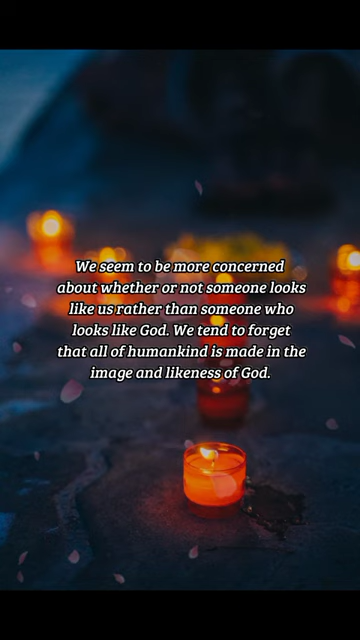 We seem to be more concerned
about whether or not someone looks
like us rather than someone who
looks like God. We tend to forget
that all of humankind is made in the
image and likeness of God.